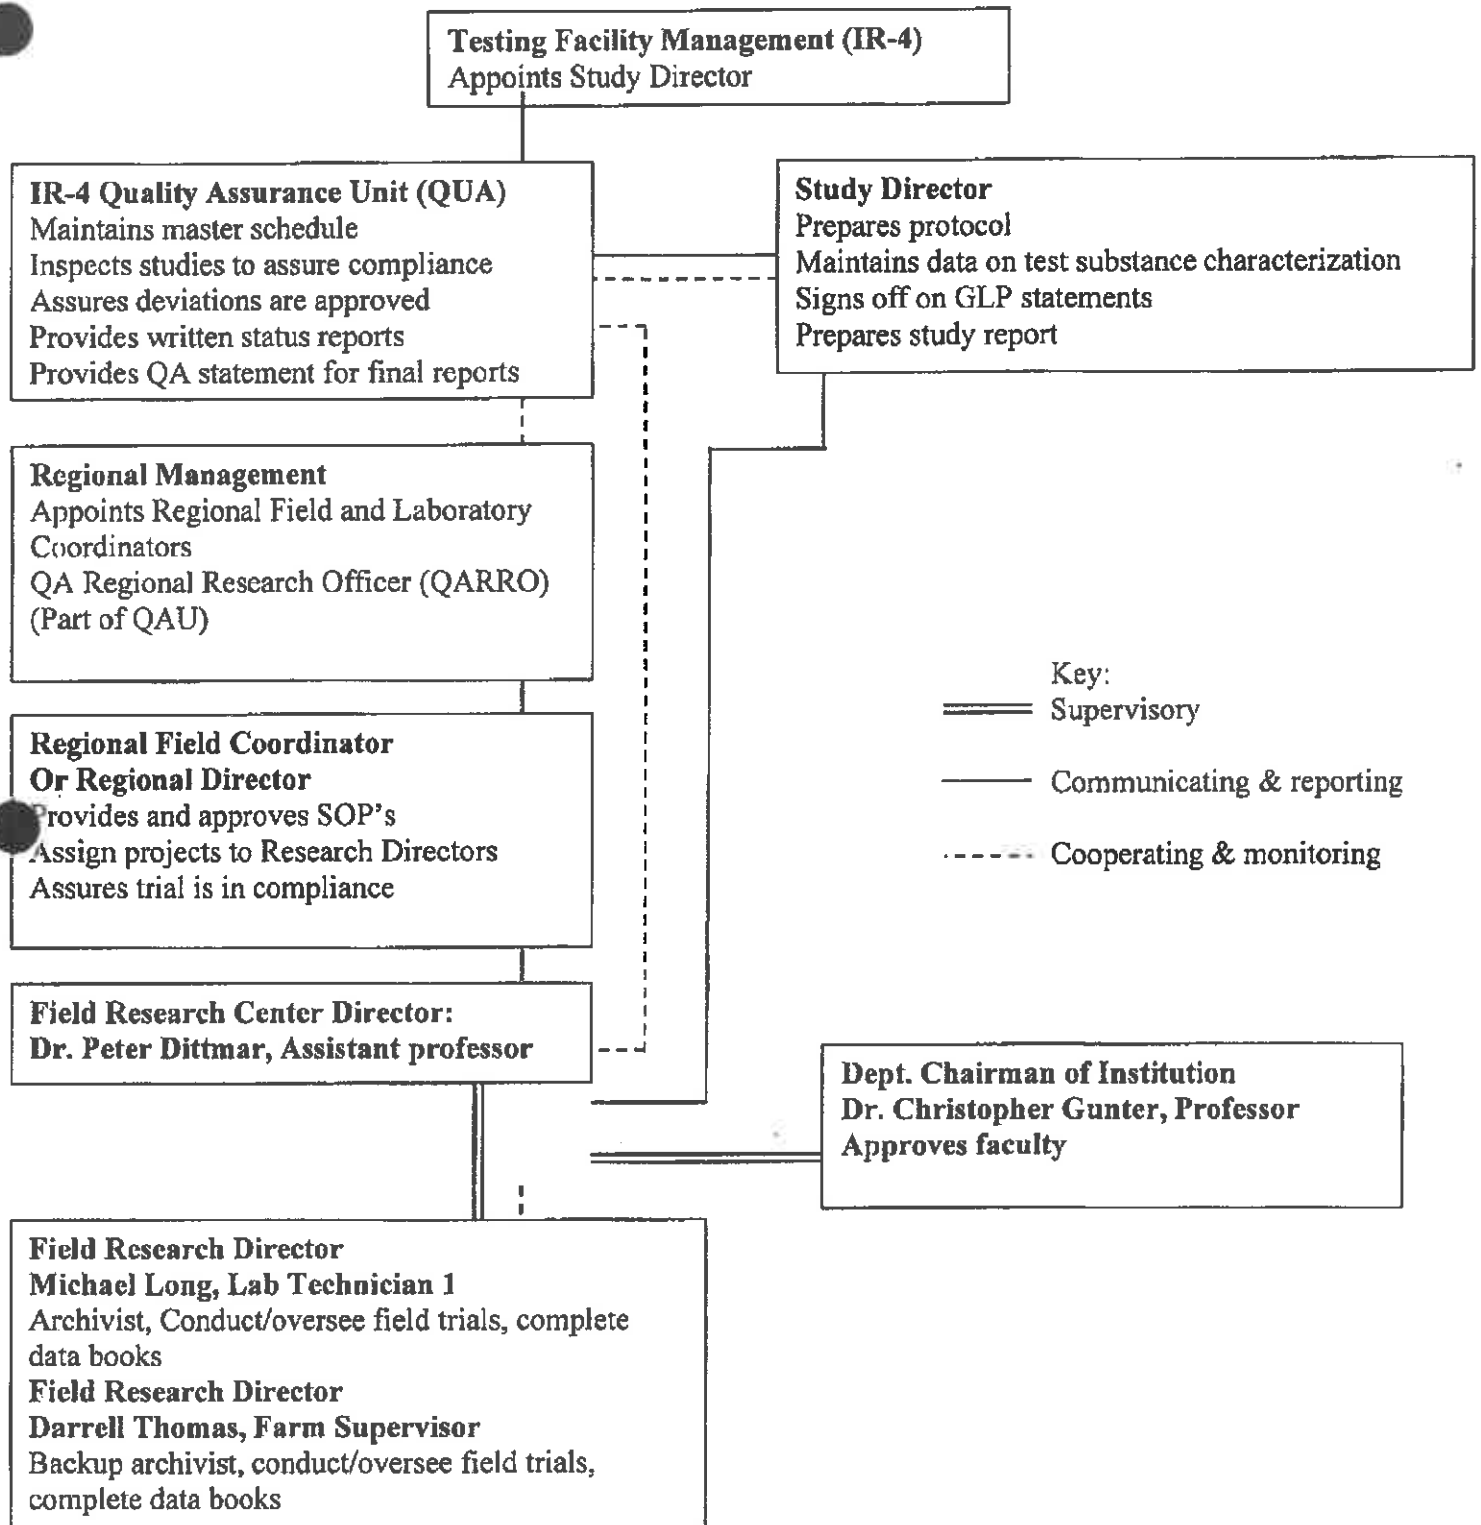 Testing Facility Management (IR-4)
Appoints Study Director
IR-4 Quality Assurance Unit (QUA)
Maintains master schedule
Inspects studies to assure compliance
Assures deviations are approved
Provides written status reports
Provides QA statement for final reports
Study Director
Prepares protocol
Maintains data on test substance characterization
Signs off on GLP statements
Prepares study report
Regional Management
Appoints Regional Field and Laboratory
Coordinators
QA Regional Research Officer (QARRO)
(Part of QAU)
Key:
Supervisory
Communicating & reporting
Cooperating & monitoring
Regional Field Coordinator
Or Regional Director
Provides and approves SOP's
Assign projects to Research Directors
Assures trial is in compliance
Field Research Center Director:
Dr. Peter Dittmar, Assistant professor
Dept. Chairman of Institution
Dr. Christopher Gunter, Professor
Approves faculty
Field Research Director
Michael Long, Lab Technician 1
Archivist, Conduct/oversee field trials, complete
data books
Field Research Director
Darrell Thomas, Farm Supervisor
Backup archivist, conduct/oversee field trials,
complete data books